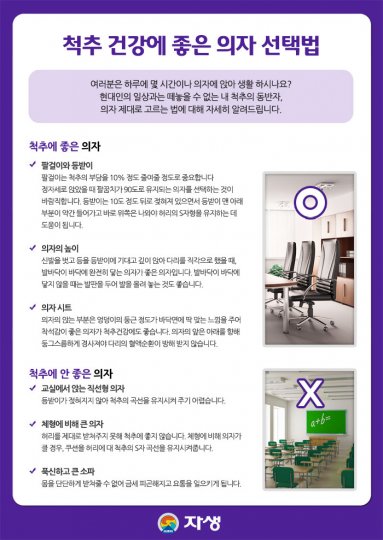 척추 건강에 좋은 의자 선택법
여러분은 하루에 몇 시간이나 의자에 앉아 생활 하시나요?
현대인의 일상과는 떼놓을 수 없는 내 척추의 동반자,
의자 제대로 고르는 법에 대해 자세히 알려드립니다.
척추에 좋은 의자
팔걸이와 등받이
팔걸이는 척추의 부담을 10% 정도 줄여줄 정도로 중요합니다
정자세로 앉았을 때 팔꿈치가 90도로 유지되는 의자를 선택하는 것이
바람직합니다. 등받이는 10도 정도 뒤로 젖혀져 있으면서 등받이 맨 아래
부분이 약간 들어가고 바로 위쪽은 나와야 허리의 S자형을 유지하는 데
도움이 됩니다.
의자의 높이
신발을 벗고 등을 등받이에 기대고 깊이 앉아 다리를 직각으로 했을 때,
발바닥이 바닥에 완전히 닿는 의자가 좋은 의자입니다. 발바닥이 바닥에
닿지 않을 때는 발판을 두어 발을 올려 놓는 것도 좋습니다.
의자 시트
의자의 앉는 부분은 엉덩이의 둥근 정도가 바닥면에 딱 맞는 느낌을 주어
착석감이 좋은 의자가 척추건강에도 좋습니다. 의자의 앞은 아래를 향해
둥그스름하게 경사져야 다리의 혈액순환이 방해 받지 않습니다.
O
척추에 안 좋은 의자
교실에서 앉는 직선형 의자
등받이가 젖혀지지 않아 척추의 곡선을 유지시켜 주기 어렵습니다.
체형에 비해 큰 의자
허리를 제대로 받쳐주지 못해 척추에 좋지 않습니다. 체형에 비해 의자가
클 경우, 쿠션을 허리에 대 척추의 S자 곡선을 유지시켜줍니다.
푹신하고 큰 소파
몸을 단단하게 받쳐줄 수 없어 금세 피곤해지고 요통을 일으키게 됩니다.
X
a+b=
자생